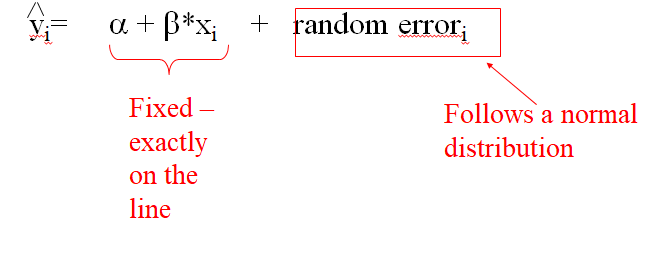 ŷᵢ= α + β*xᵢ + random errorᵢ
Fixed –
exactly
on the
line
Follows a normal
distribution